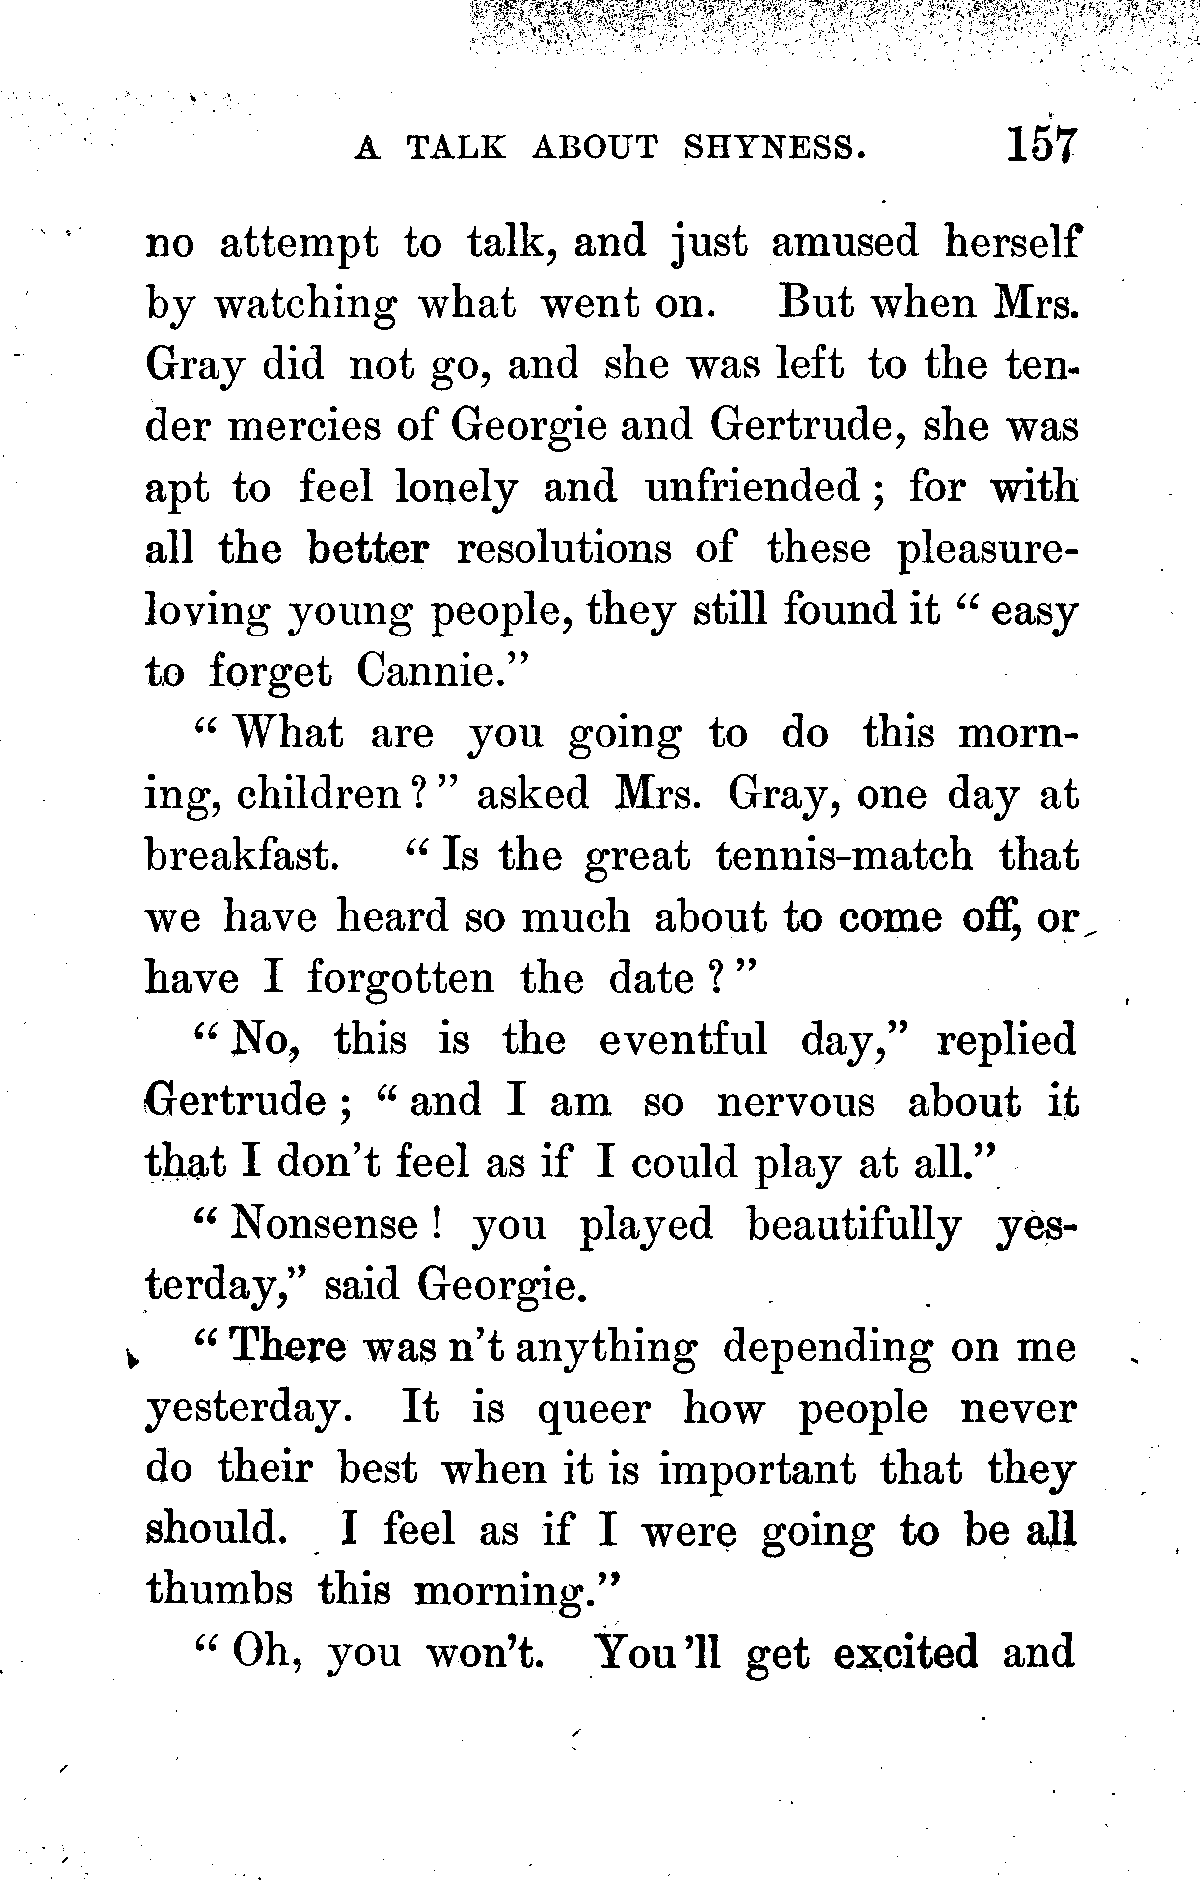 A TALK ABOUT SHYNESS. 157
no attempt to talk, and just amused herself
by watching what went on. But when Mrs.
Gray did not go, and she was left to the ten-
der mercies of Georgie and Gertrude, she was
apt to feel lonely and unfriended ; for with
all the better resolutions of these pleasure-
loving young people, they still found it " easy
to forget Cannie."
" What are you going to do this morn-
ing, children ? " asked Mrs. Gray, one day at
breakfast. " Is the great tennis-match that
we have heard so much about to come off, or
have I forgotten the date ? "
" No, this is the eventful day," replied
Gertrude ; " and I am so nervous about it
that I don't feel as if I could play at all."
" Nonsense ! you played beautifully yes-
terday," said Georgie.
" There was n't anything depending on me
yesterday. It is queer how people never
do their best when it is important that they
should. I feel as if I were going to be all
thumbs this morning."
" Oh, you won't. You 'll get excited and